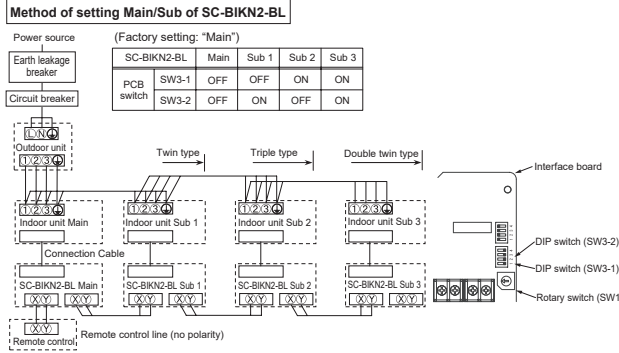 Method of setting Main/Sub of SC-BIKN2-BL
Power source
(Factory setting: “Main”)
Earth leakage
breaker
Circuit breaker
SC-BIKN2-BL Main Sub 1 Sub 2 Sub 3
PCB
switch
SW3-1 OFF OFF ON ON
SW3-2 OFF ON OFF ON
L N
Outdoor unit
1 2 3
Twin type
Triple type
Double twin type
Interface board
1 2 3
Indoor unit Main
1 2 3
Indoor unit Sub 1
1 2 3
Indoor unit Sub 2
1 2 3
Indoor unit Sub 3
Connection Cable
DIP switch (SW3-2)
DIP switch (SW3-1)
Rotary switch (SW1
SC-BIKN2-BL Main
X Y X Y
SC-BIKN2-BL Sub 1
X Y X Y
SC-BIKN2-BL Sub 2
X Y X Y
SC-BIKN2-BL Sub 3
X Y X Y
X Y
Remote control
Remote control line (no polarity)